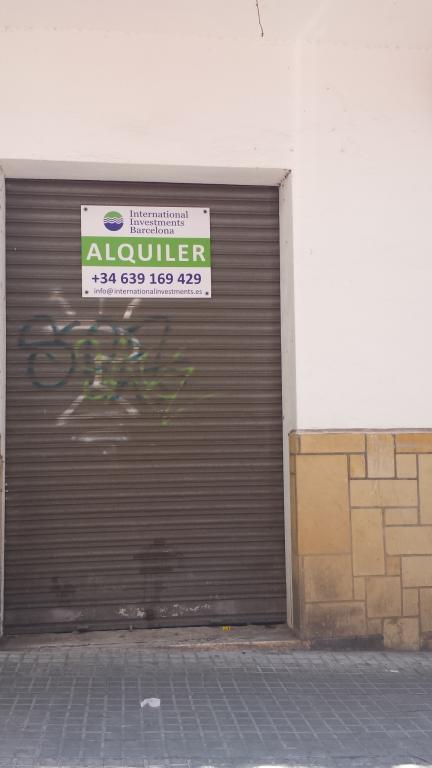 International
Investments
Barcelona
ALQUILER
+34 639 169 429
info@internationalinvestments.es